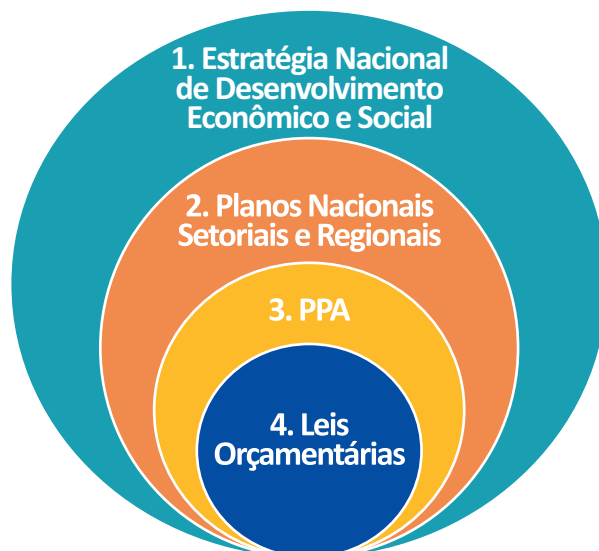 1. Estratégia Nacional
de Desenvolvimento
Econômico e Social
2. Planos Nacionais
Setoriais e Regionais
3. PPA
4. Leis
Orçamentárias